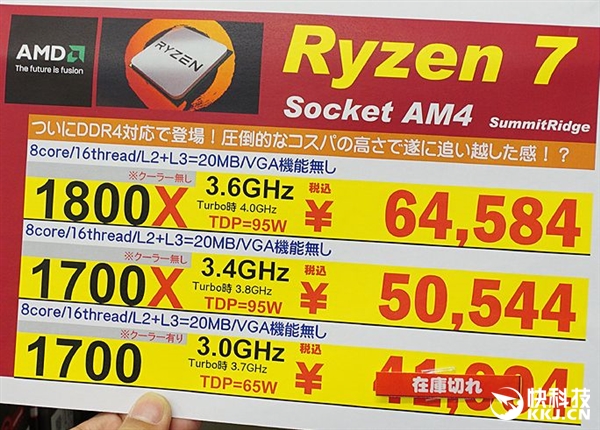 AMD
The future is fusion
RYZEN
Ryzen 7
Socket AM4 SummitRidge
ついにDDR4対応で登場！圧倒的なコスパの高さで遂に追い越した感！？
8core/16thread/L2+L3=20MB/VGA機能無し
※クーラー無し
1800X
3.6GHz
Turbo時 4.0GHz
TDP=95W
税込
¥ 64,584
8core/16thread/L2+L3=20MB/VGA機能無し
※クーラー無し
1700X
3.4GHz
Turbo時 3.8GHz
TDP=95W
税込
¥ 50,544
8core/16thread/L2+L3=20MB/VGA機能無し
※クーラー有り
1700
3.0GHz
Turbo時 3.7GHz
TDP=65W
税込
¥
在庫切れ
快科技
KKJ.CN